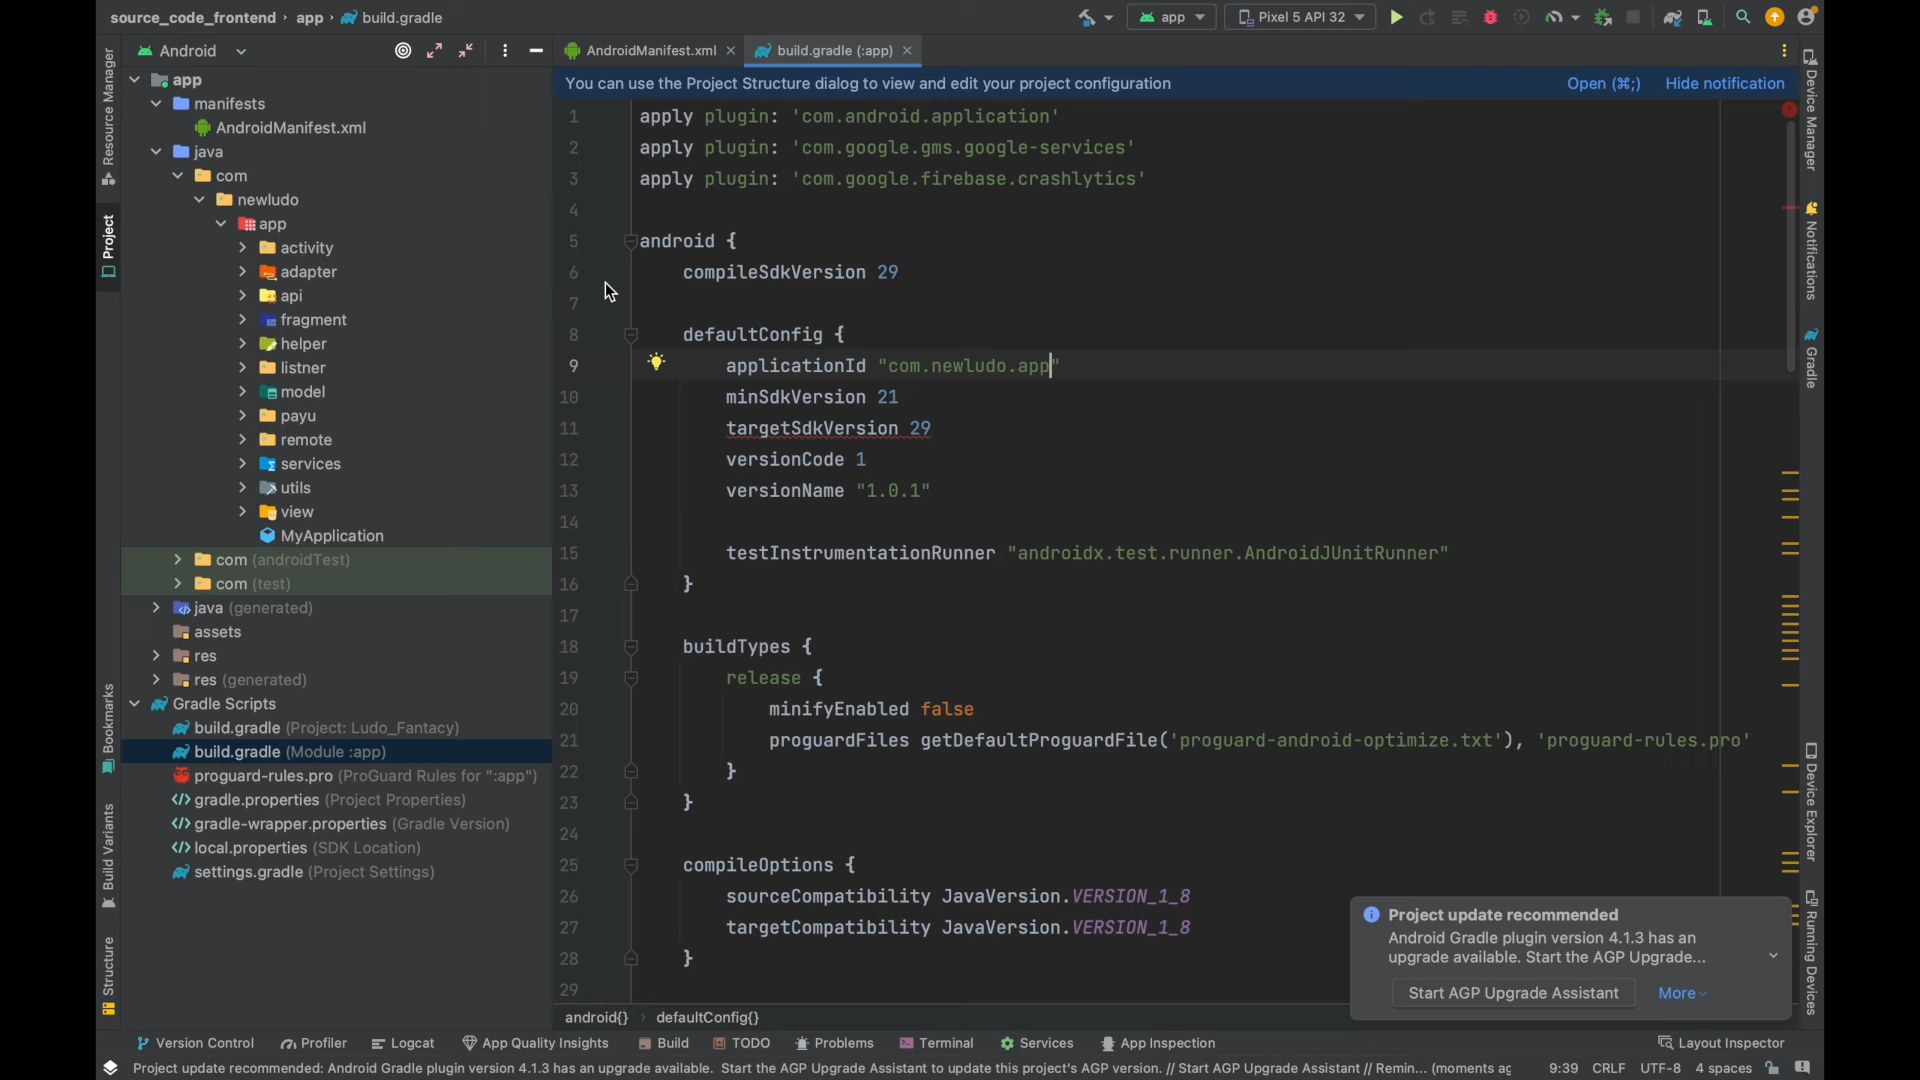 source_code_frontend › app › build.gradle
app
Pixel 5 API 32
Android
AndroidManifest.xml
build.gradle (:app)
You can use the Project Structure dialog to view and edit your project configuration
Open (⌘;)
Hide notification
Resource Manager
Project
Bookmarks
Build Variants
Structure
app
manifests
AndroidManifest.xml
java
com
newludo
app
activity
adapter
api
fragment
helper
listner
model
payu
remote
services
utils
view
MyApplication
com (androidTest)
com (test)
java (generated)
assets
res
res (generated)
Gradle Scripts
build.gradle (Project: Ludo_Fantacy)
build.gradle (Module :app)
proguard-rules.pro (ProGuard Rules for ":app")
gradle.properties (Project Properties)
gradle-wrapper.properties (Gradle Version)
local.properties (SDK Location)
settings.gradle (Project Settings)
1 apply plugin: 'com.android.application'
2 apply plugin: 'com.google.gms.google-services'
3 apply plugin: 'com.google.firebase.crashlytics'
4
5 android {
6 compileSdkVersion 29
7
8 defaultConfig {
9 applicationId "com.newludo.app"
10 minSdkVersion 21
11 targetSdkVersion 29
12 versionCode 1
13 versionName "1.0.1"
14
15 testInstrumentationRunner "androidx.test.runner.AndroidJUnitRunner"
16 }
17
18 buildTypes {
19 release {
20 minifyEnabled false
21 proguardFiles getDefaultProguardFile('proguard-android-optimize.txt'), 'proguard-rules.pro'
22 }
23 }
24
25 compileOptions {
26 sourceCompatibility JavaVersion.VERSION_1_8
27 targetCompatibility JavaVersion.VERSION_1_8
28 }
29
android{} › defaultConfig{}
Device Manager
Notifications
Gradle
Device Explorer
Running Devices
Project update recommended
Android Gradle plugin version 4.1.3 has an
upgrade available. Start the AGP Upgrade...
Start AGP Upgrade Assistant
More
Version Control
Profiler
Logcat
App Quality Insights
Build
TODO
Problems
Terminal
Services
App Inspection
Layout Inspector
Project update recommended: Android Gradle plugin version 4.1.3 has an upgrade available. Start the AGP Upgrade Assistant to update this project's AGP version. // Start AGP Upgrade Assistant // Remin... (moments ag
9:39 CRLF UTF-8 4 spaces